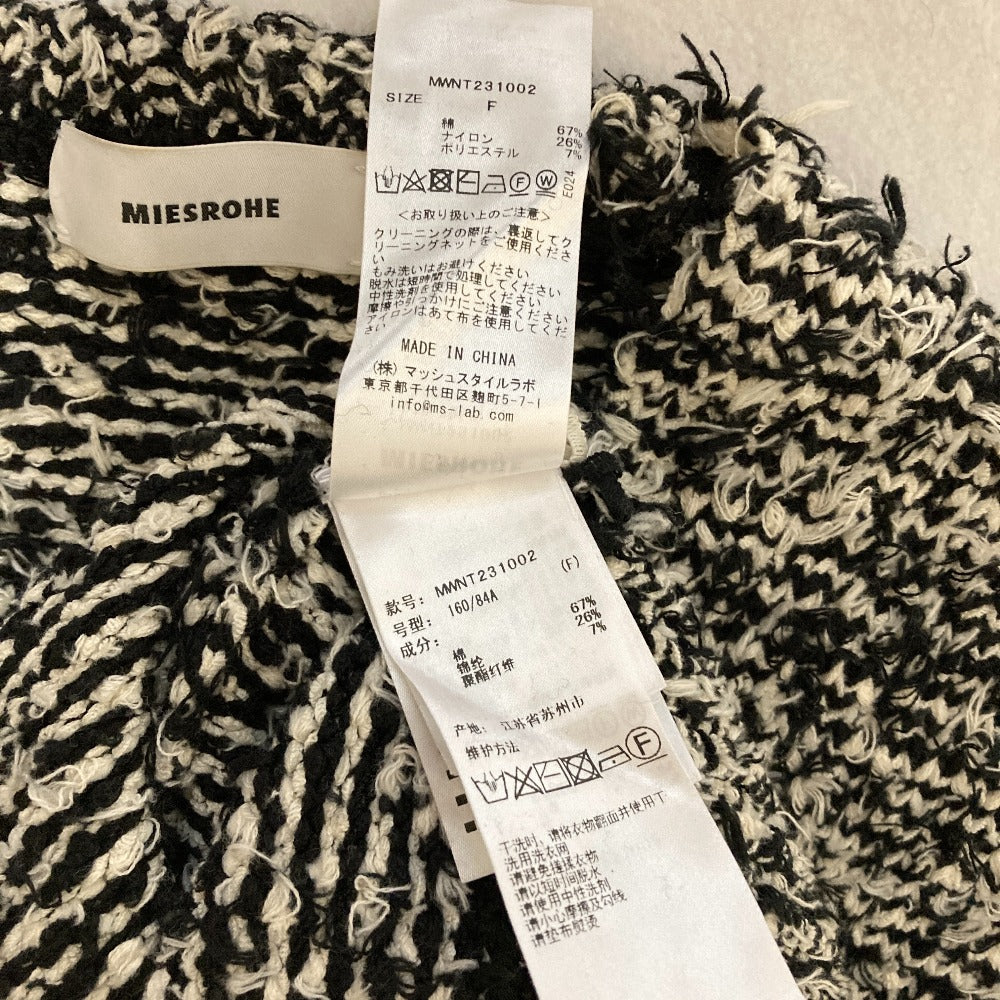 MIESROHE
MWNT231002
SIZE F
綿 67%
ナイロン 26%
ポリエステル 7%
F W
E024
<お取り扱い上のご注意>
クリーニングの際は、裏返してク
リーニングネットをご使用くださ
い
もみ洗いはお避けください
脱水は短時間で処理してください
中性洗剤を使用してください
摩擦や引っかけにご注意ください
アイロンはあて布を使用してくだ
さい
MADE IN CHINA
(株) マッシュスタイルラボ
東京都千代田区麹町5-7-1
info@ms-lab.com
款号: MWNT231002
号型: 160/84A (F)
成分:
棉 67%
锦纶 26%
聚酯纤维 7%
产地: 江苏省苏州市
维护方法
F
干洗时、请将衣物翻面并使用干
洗用洗衣网
请避免揉搓衣物
请以短时间脱水
请使用中性洗剂
请小心摩擦及勾线
请垫布熨烫